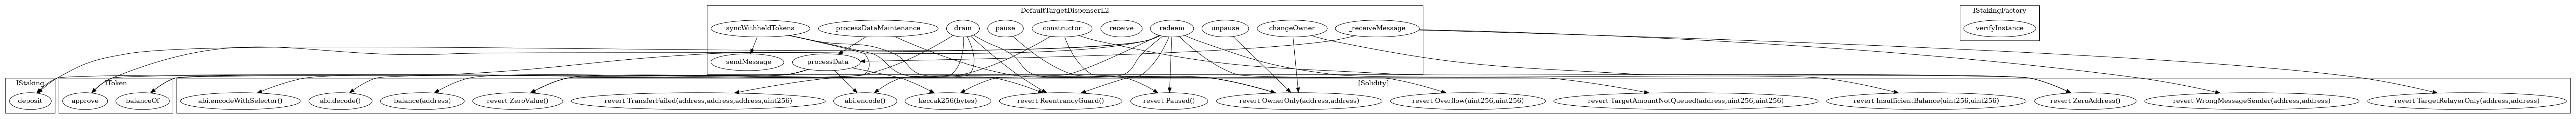 DefaultTargetDispenserL2
IStakingFactory
syncWithheldTokens
processDataMaintenance
drain
pause
constructor
receive
redeem
unpause
changeOwner
_receiveMessage
verifyInstance
_sendMessage
_processData
IStaking
IToken
[Solidity]
deposit
approve
balanceOf
abi.encodeWithSelector()
abi.decode()
balance(address)
revert ZeroValue()
revert TransferFailed(address,address,address,uint256)
abi.encode()
keccak256(bytes)
revert ReentrancyGuard()
revert Paused()
revert OwnerOnly(address,address)
revert Overflow(uint256,uint256)
revert TargetAmountNotQueued(address,uint256,uint256)
revert InsufficientBalance(uint256,uint256)
revert ZeroAddress()
revert WrongMessageSender(address,address)
revert TargetRelayerOnly(address,address)